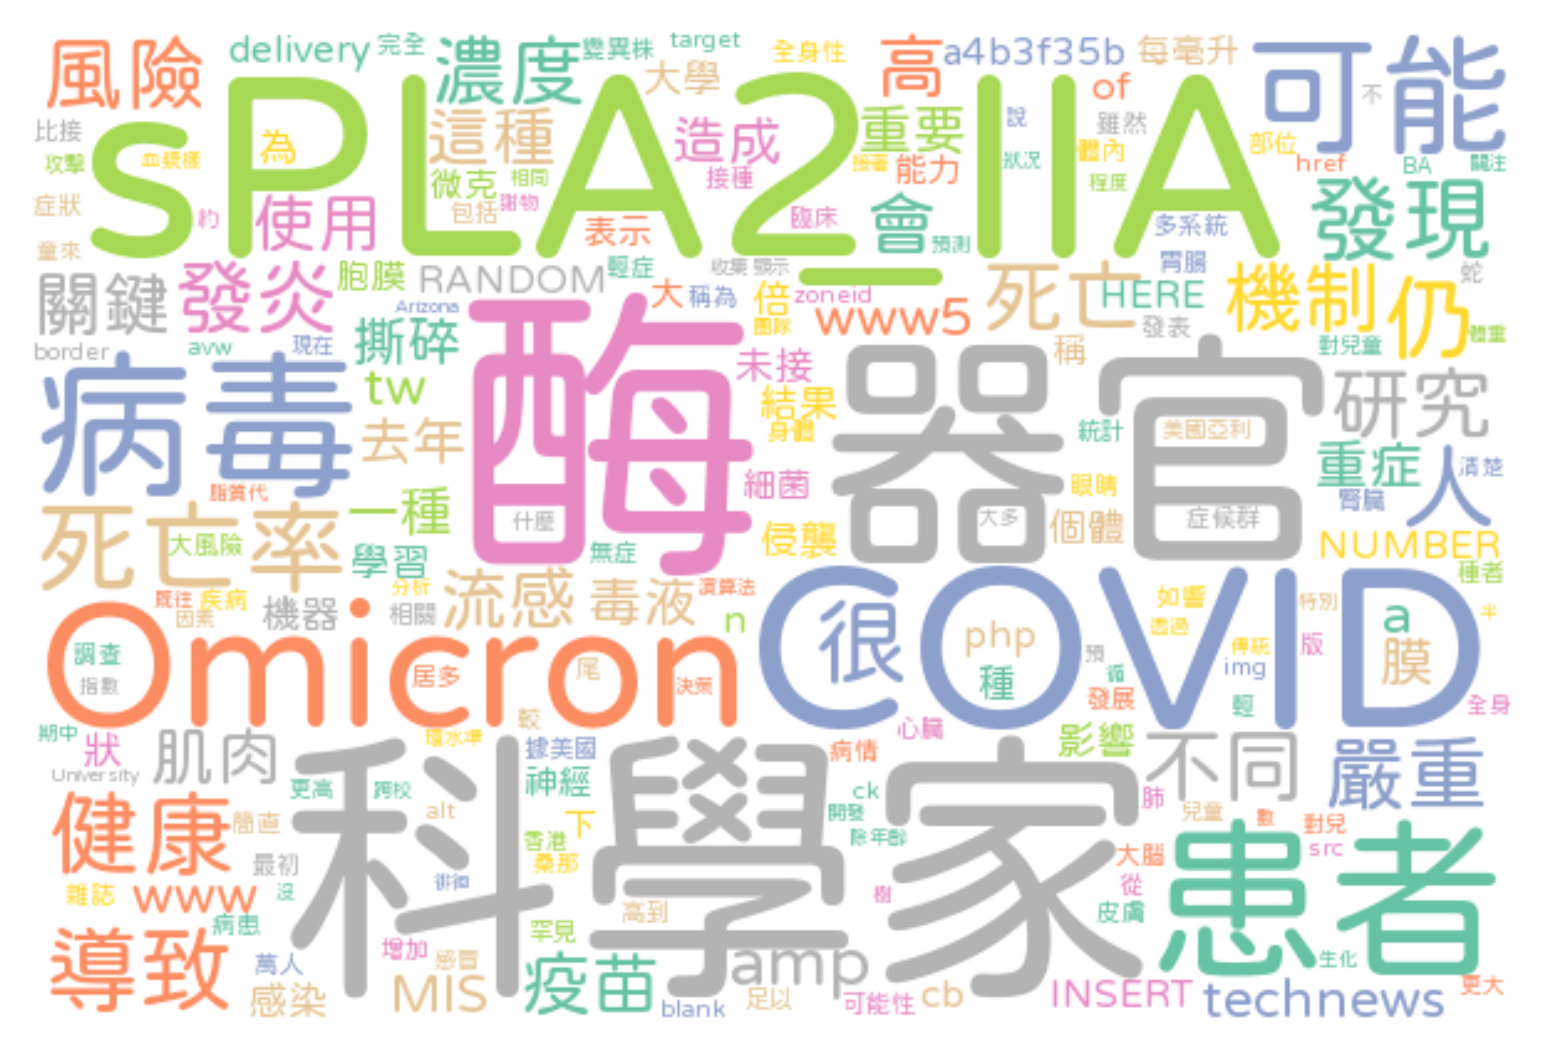 風險
delivery
完全
濃度
變異株
target
大學
全身性
高
a4b3f35b
每毫升
可能
不
of
比接
攻擊
血漿樣
為
sPLA2_IIA
這種
造成
重要
說
雖然
部位
href
BA
關注
微克
相同
接種
接著
能力
狀況
體內
程度
症狀
約
使用
包括
謝物
表示
臨床
會
預測
多系統
發現
童來
關鍵
發炎
胞膜
RANDOM
輕症
收集
顯示
胃腸
蛇
Arizona
大
稱為
倍
zoneid
團隊
www5
死亡
HERE
發表
機制
仍
體重
border
avw
現在
撕碎
酶
未接
器官
稱
對兒童
病毒
tw
去年
結果
身體
統計
美國亞利
研究
重症
人
清楚
脂質代
一種
細菌
眼睛
腎臟
死亡率
大風險
學習
什麼
無症
侵襲
大多
個體
症候群
NUMBER
種者
既往
疾病
因素
機器
分析
相關
流感
毒液
演算法
n
COVID
很
php
如響
透過
特別
a
半
Omicron
調查
指數
居多
尾
決策
種
預
循
傳統
img
版
膜
發展
輕
全身
期中
狀
肌肉
較
環水準
據美國
心臟
病情
影響
不同
嚴重
University
更高
跨校
科學家
神經
ck
開發
肺
兒童
數
對兒
健康
簡直
alt
下
香港
除年齡
src
最初
桑那
大腦
患者
雜誌
www
沒
徘徊
樹
從
病患
高到
皮膚
導致
增加
罕見
生化
萬人
感冒
amp
更大
感染
MIS
疫苗
blank
足以
可能性
cb
INSERT
technews